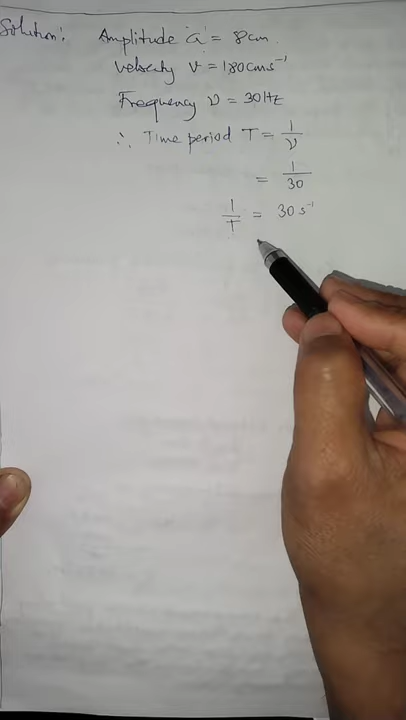 Solution: Amplitude 'a' = 8cm.
velocity v = 180cms⁻¹
Frequency ν = 30Hz
∴ Time period T = 1/ν
= 1/30
1/T = 30 s⁻¹